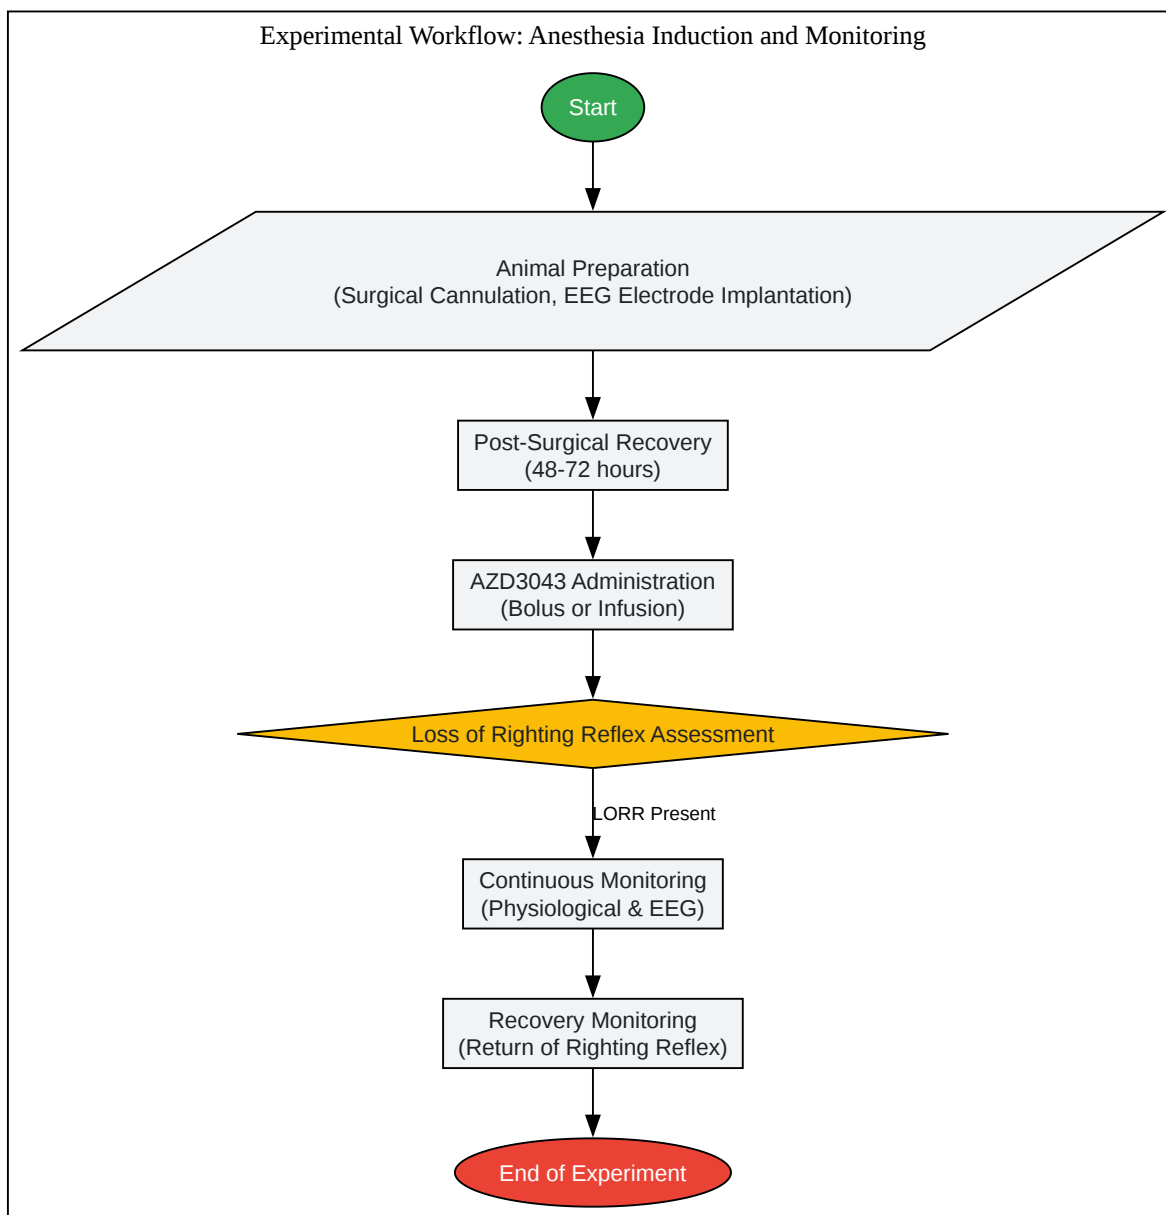 Experimental Workflow: Anesthesia Induction and Monitoring
Start
Animal Preparation
(Surgical Cannulation, EEG Electrode Implantation)
Post-Surgical Recovery
(48-72 hours)
AZD3043 Administration
(Bolus or Infusion)
Loss of Righting Reflex Assessment
LORR Present
Continuous Monitoring
(Physiological & EEG)
Recovery Monitoring
(Return of Righting Reflex)
End of Experiment